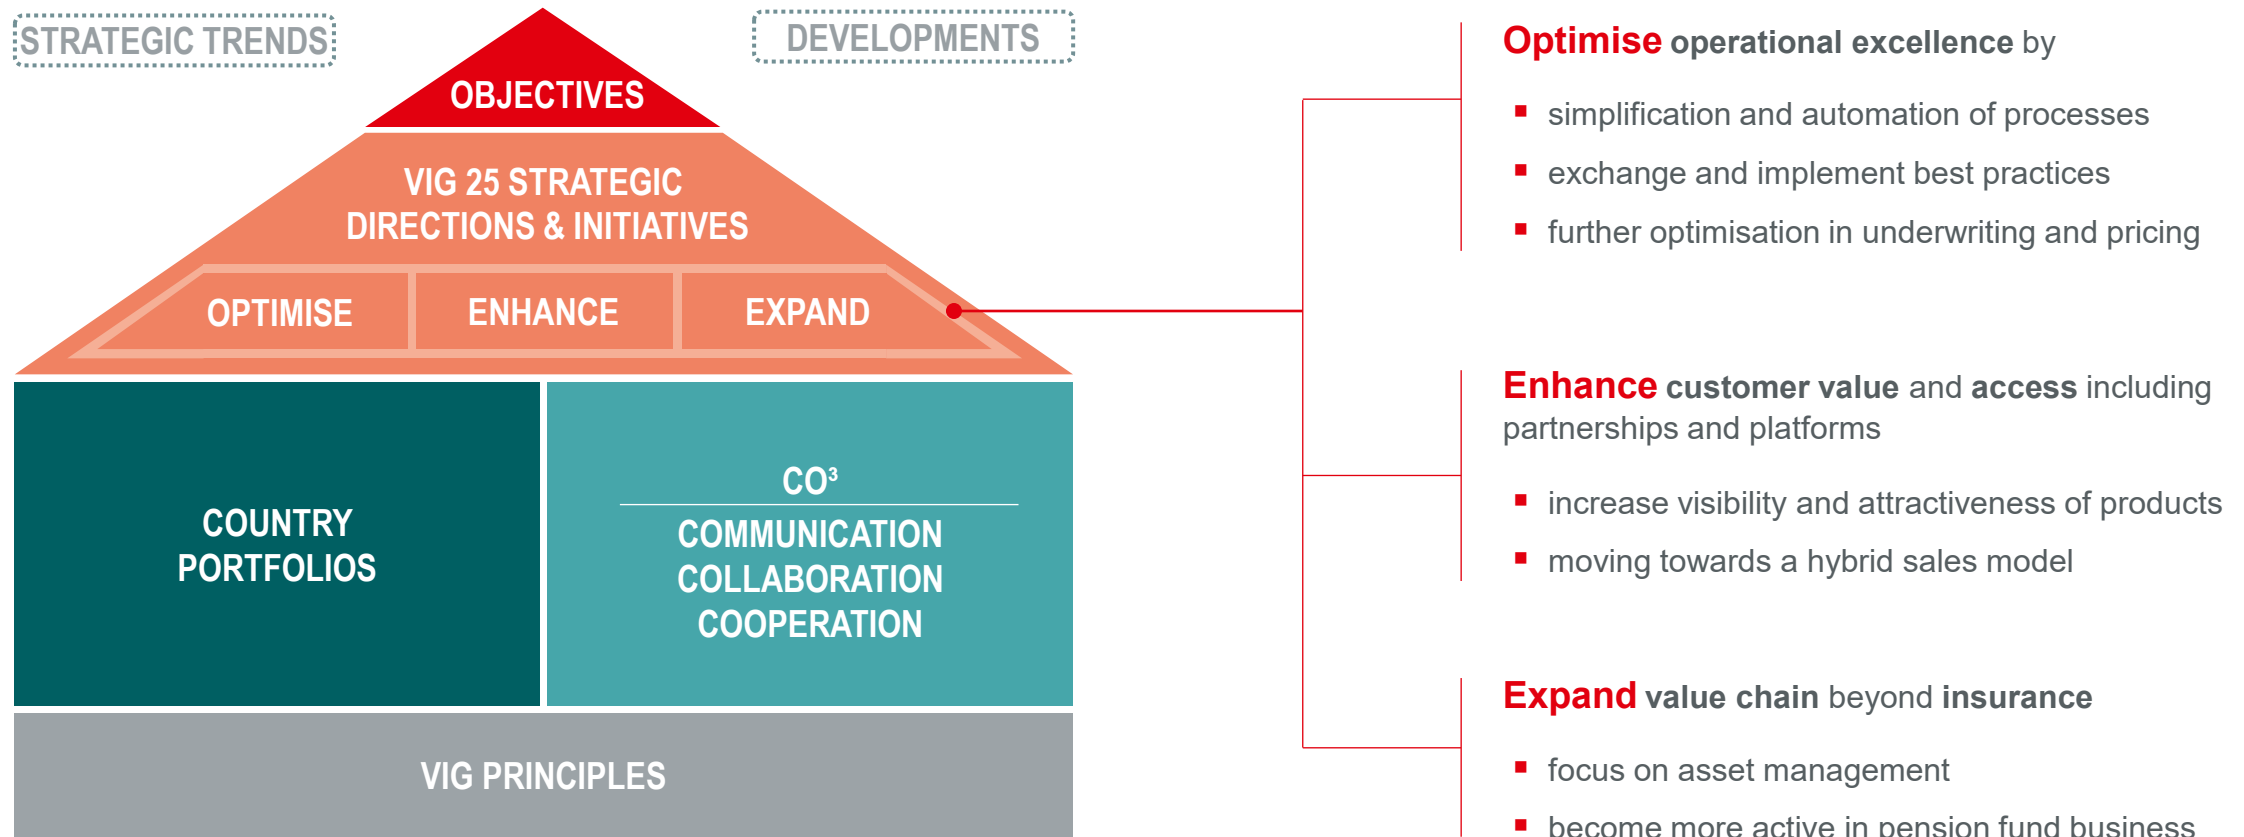 STRATEGIC TRENDS
DEVELOPMENTS
OBJECTIVES
VIG 25 STRATEGIC
DIRECTIONS & INITIATIVES
OPTIMISE
ENHANCE
EXPAND
COUNTRY
PORTFOLIOS
CO³
COMMUNICATION
COLLABORATION
COOPERATION
VIG PRINCIPLES
Optimise operational excellence by
▪ simplification and automation of processes
▪ exchange and implement best practices
▪ further optimisation in underwriting and pricing
Enhance customer value and access including
partnerships and platforms
▪ increase visibility and attractiveness of products
▪ moving towards a hybrid sales model
Expand value chain beyond insurance
▪ focus on asset management
▪ become more active in pension fund business